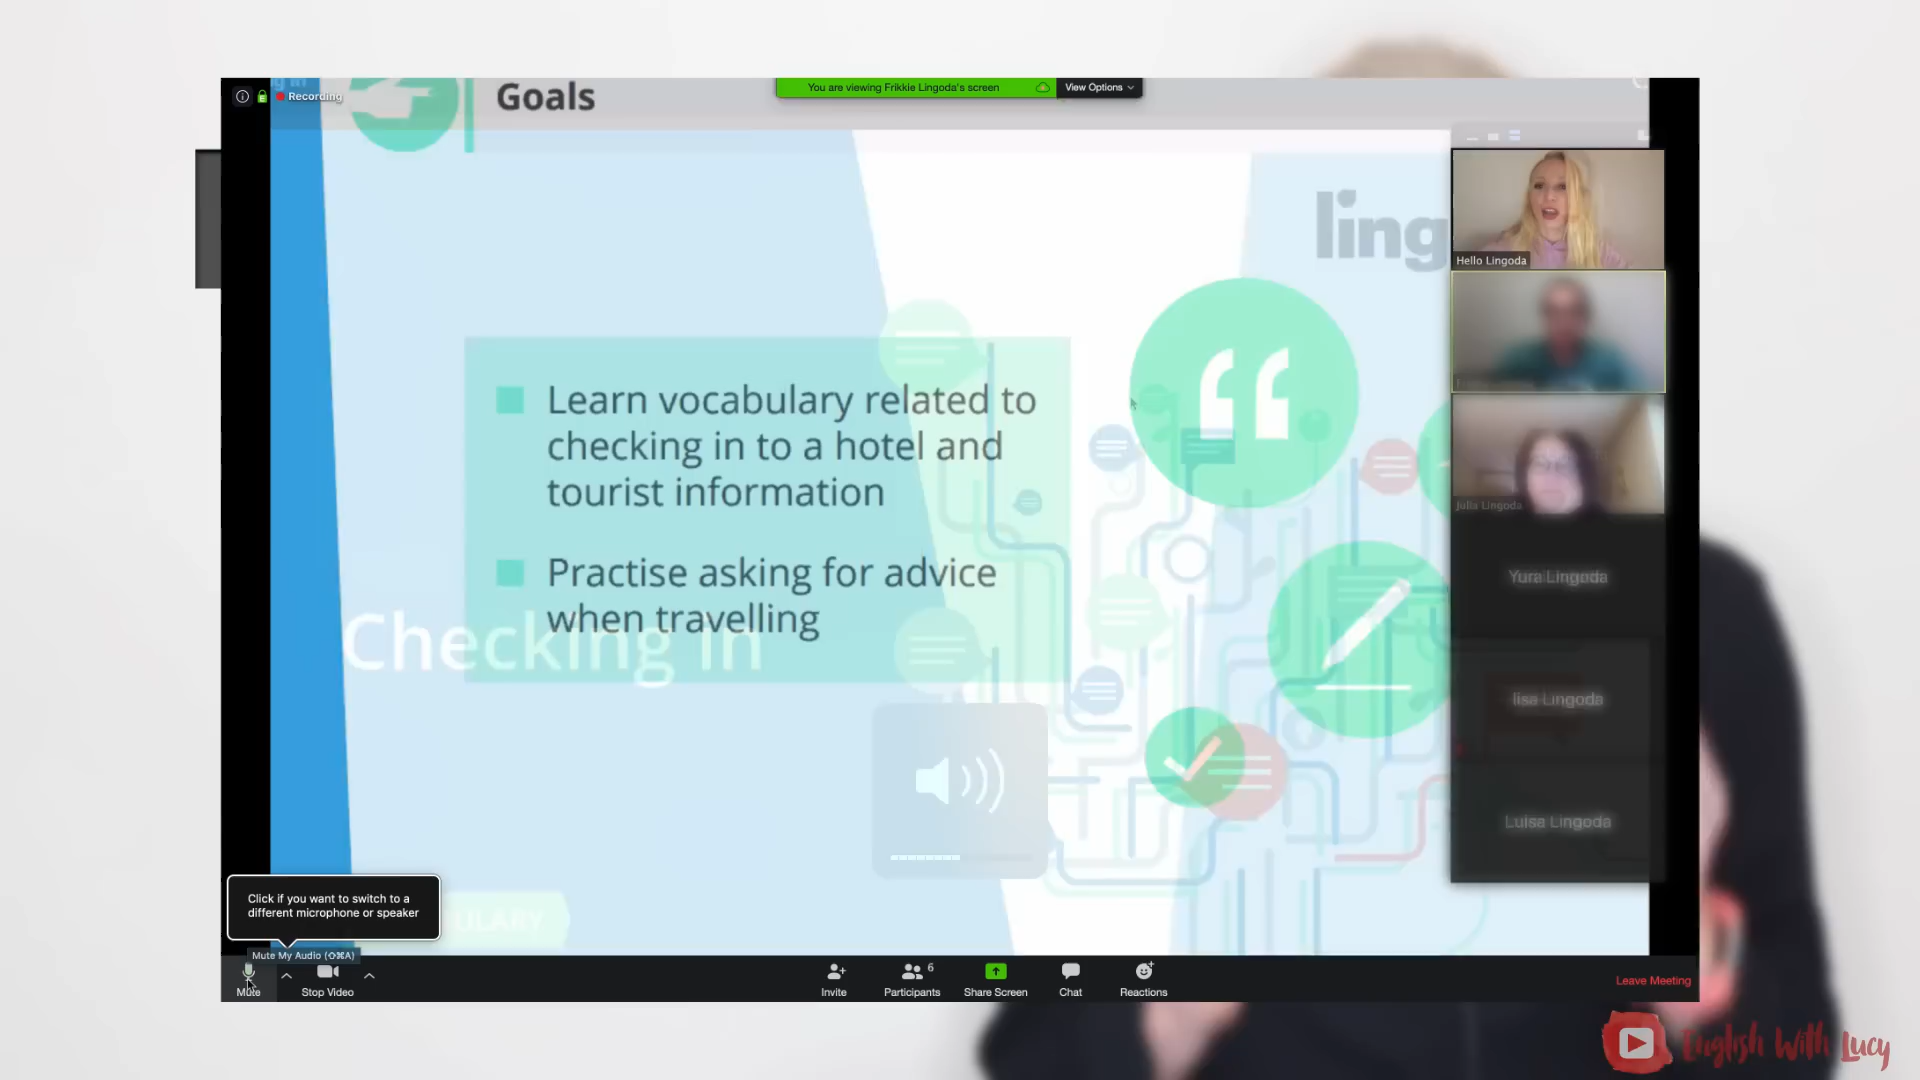 Recording
Goals
You are viewing Frikkie Lingoda's screen
View Options
ling
Hello Lingoda
Learn vocabulary related to
checking in to a hotel and
tourist information
Practise asking for advice
when travelling
Checking in
Julia Lingoda
Yura Lingoda
lisa Lingoda
Luisa Lingoda
Click if you want to switch to a
different microphone or speaker
Mute My Audio (⇧⌘A)
Mute
Stop Video
Invite
6
Participants
Share Screen
Chat
Reactions
Leave Meeting
English With Lucy